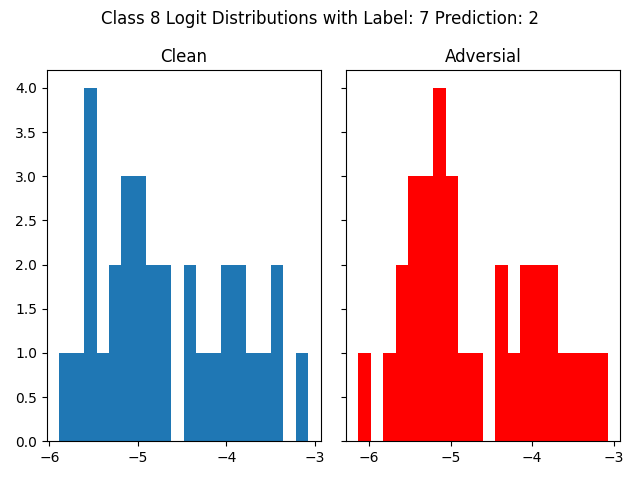 Class 8 Logit Distributions with Label: 7 Prediction: 2
Clean
Adversial
4.0
3.5
3.0
2.5
2.0
1.5
1.0
0.5
0.0
−6 −5 −4 −3
−6 −5 −4 −3